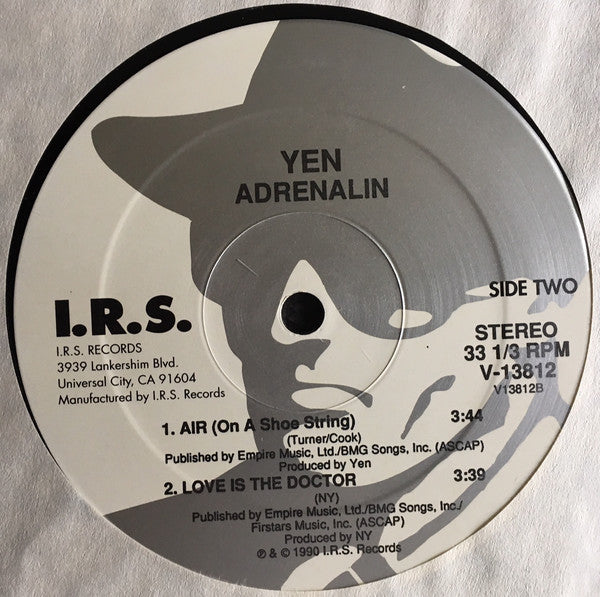 YEN
ADRENALIN
SIDE TWO
I.R.S.
I.R.S. RECORDS
3939 Lankershim Blvd.
Universal City, CA 91604
Manufactured by I.R.S. Records
STEREO
33 1/3 RPM
V-13812
V13812B
1. AIR (On A Shoe String) 3:44
(Turner/Cook)
Published by Empire Music, Ltd./BMG Songs, Inc. (ASCAP)
Produced by Yen
2. LOVE IS THE DOCTOR 3:39
(NY)
Published by Empire Music, Ltd./BMG Songs, Inc./
Firstars Music, Inc. (ASCAP)
Produced by NY
℗ & © 1990 I.R.S. Records